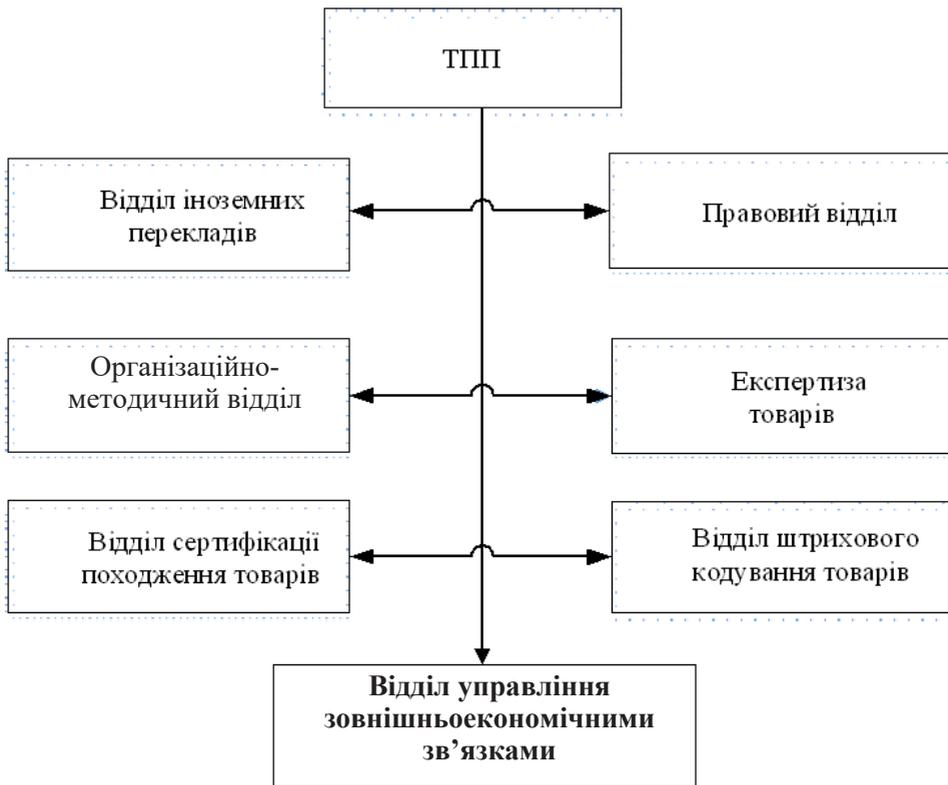 ТПП
Відділ іноземних
перекладів
Правовий відділ
Організаційно-
методичний відділ
Експертиза
товарів
Відділ сертифікації
походження товарів
Відділ штрихового
кодування товарів
Відділ управління
зовнішньоекономічними
зв’язками